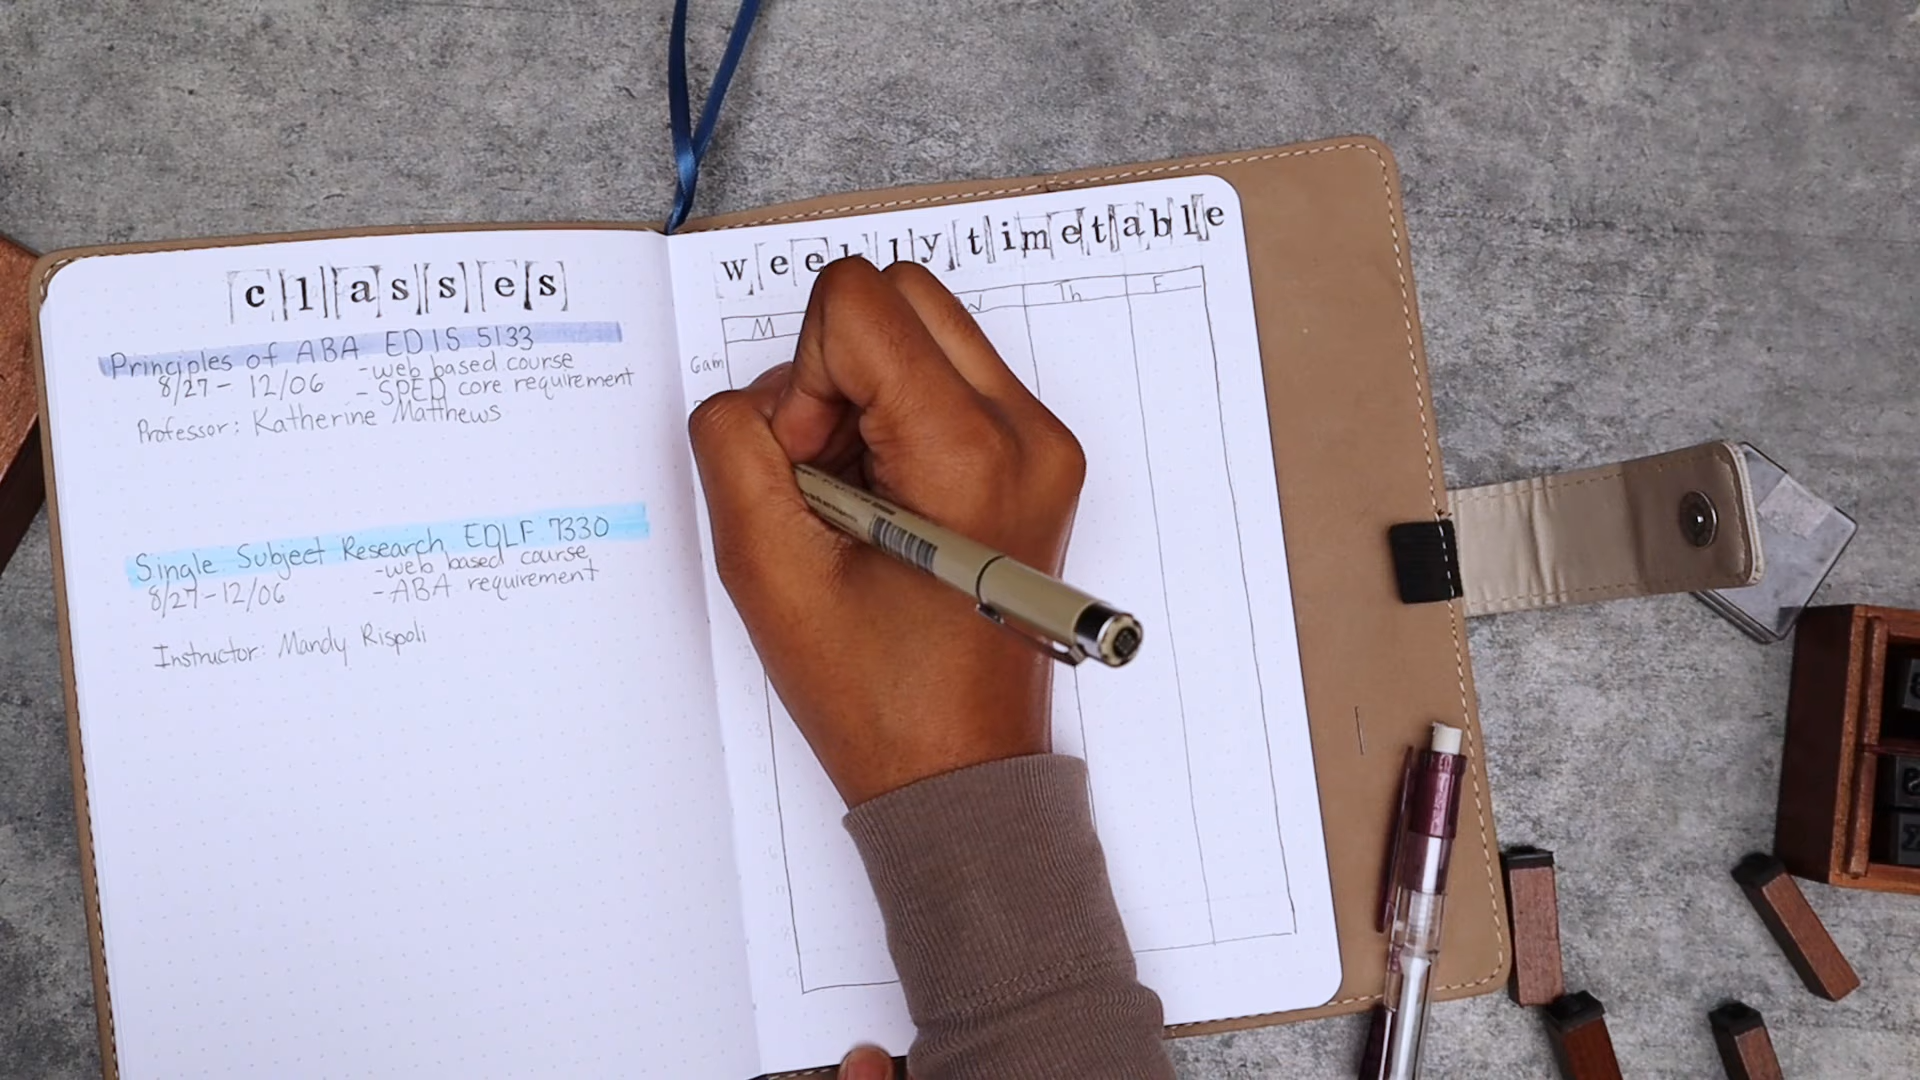 classes
Principles of ABA EDIS 5133
8/27 - 12/06
- web based course
- SPED core requirement
Professor: Katherine Matthews
Single Subject Research EDLF 7330
8/27-12/06
-web based course
-ABA requirement
Instructor: Mandy Rispoli
weekly timetable
M W Th F
6am